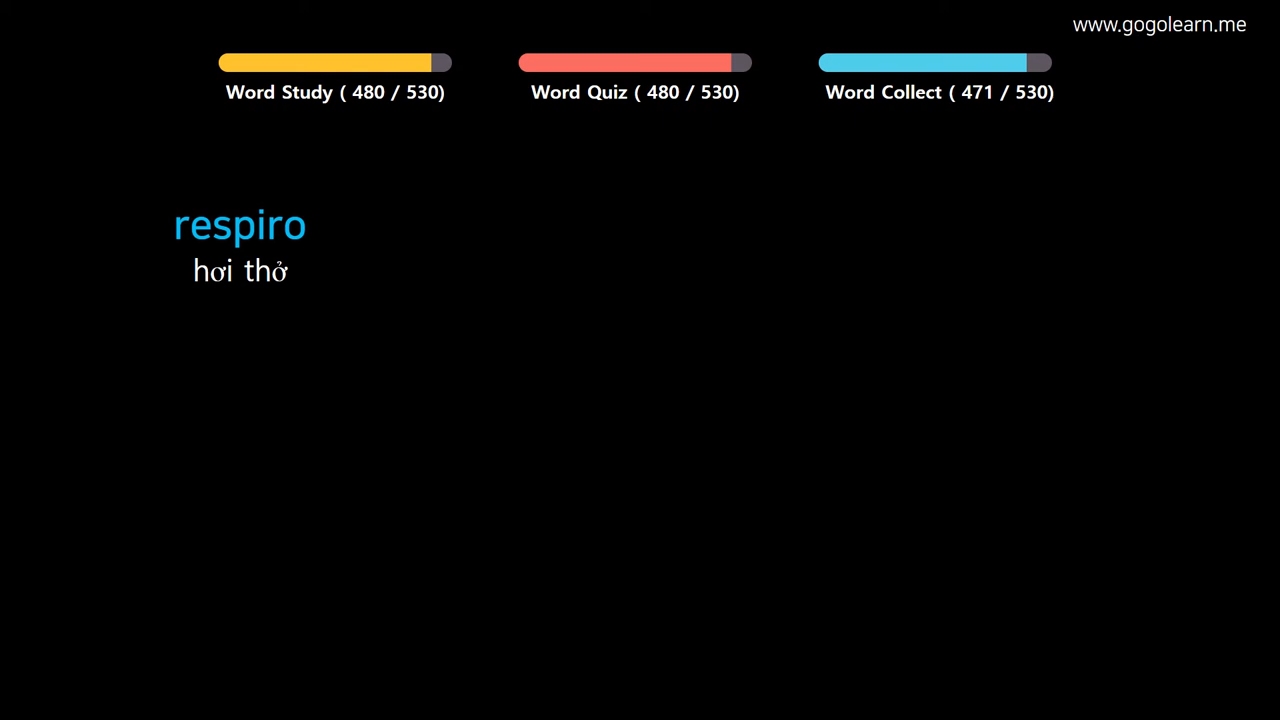 www.gogolearn.me
Word Study ( 480 / 530)
Word Quiz ( 480 / 530)
Word Collect ( 471 / 530)
respiro
hơi thở